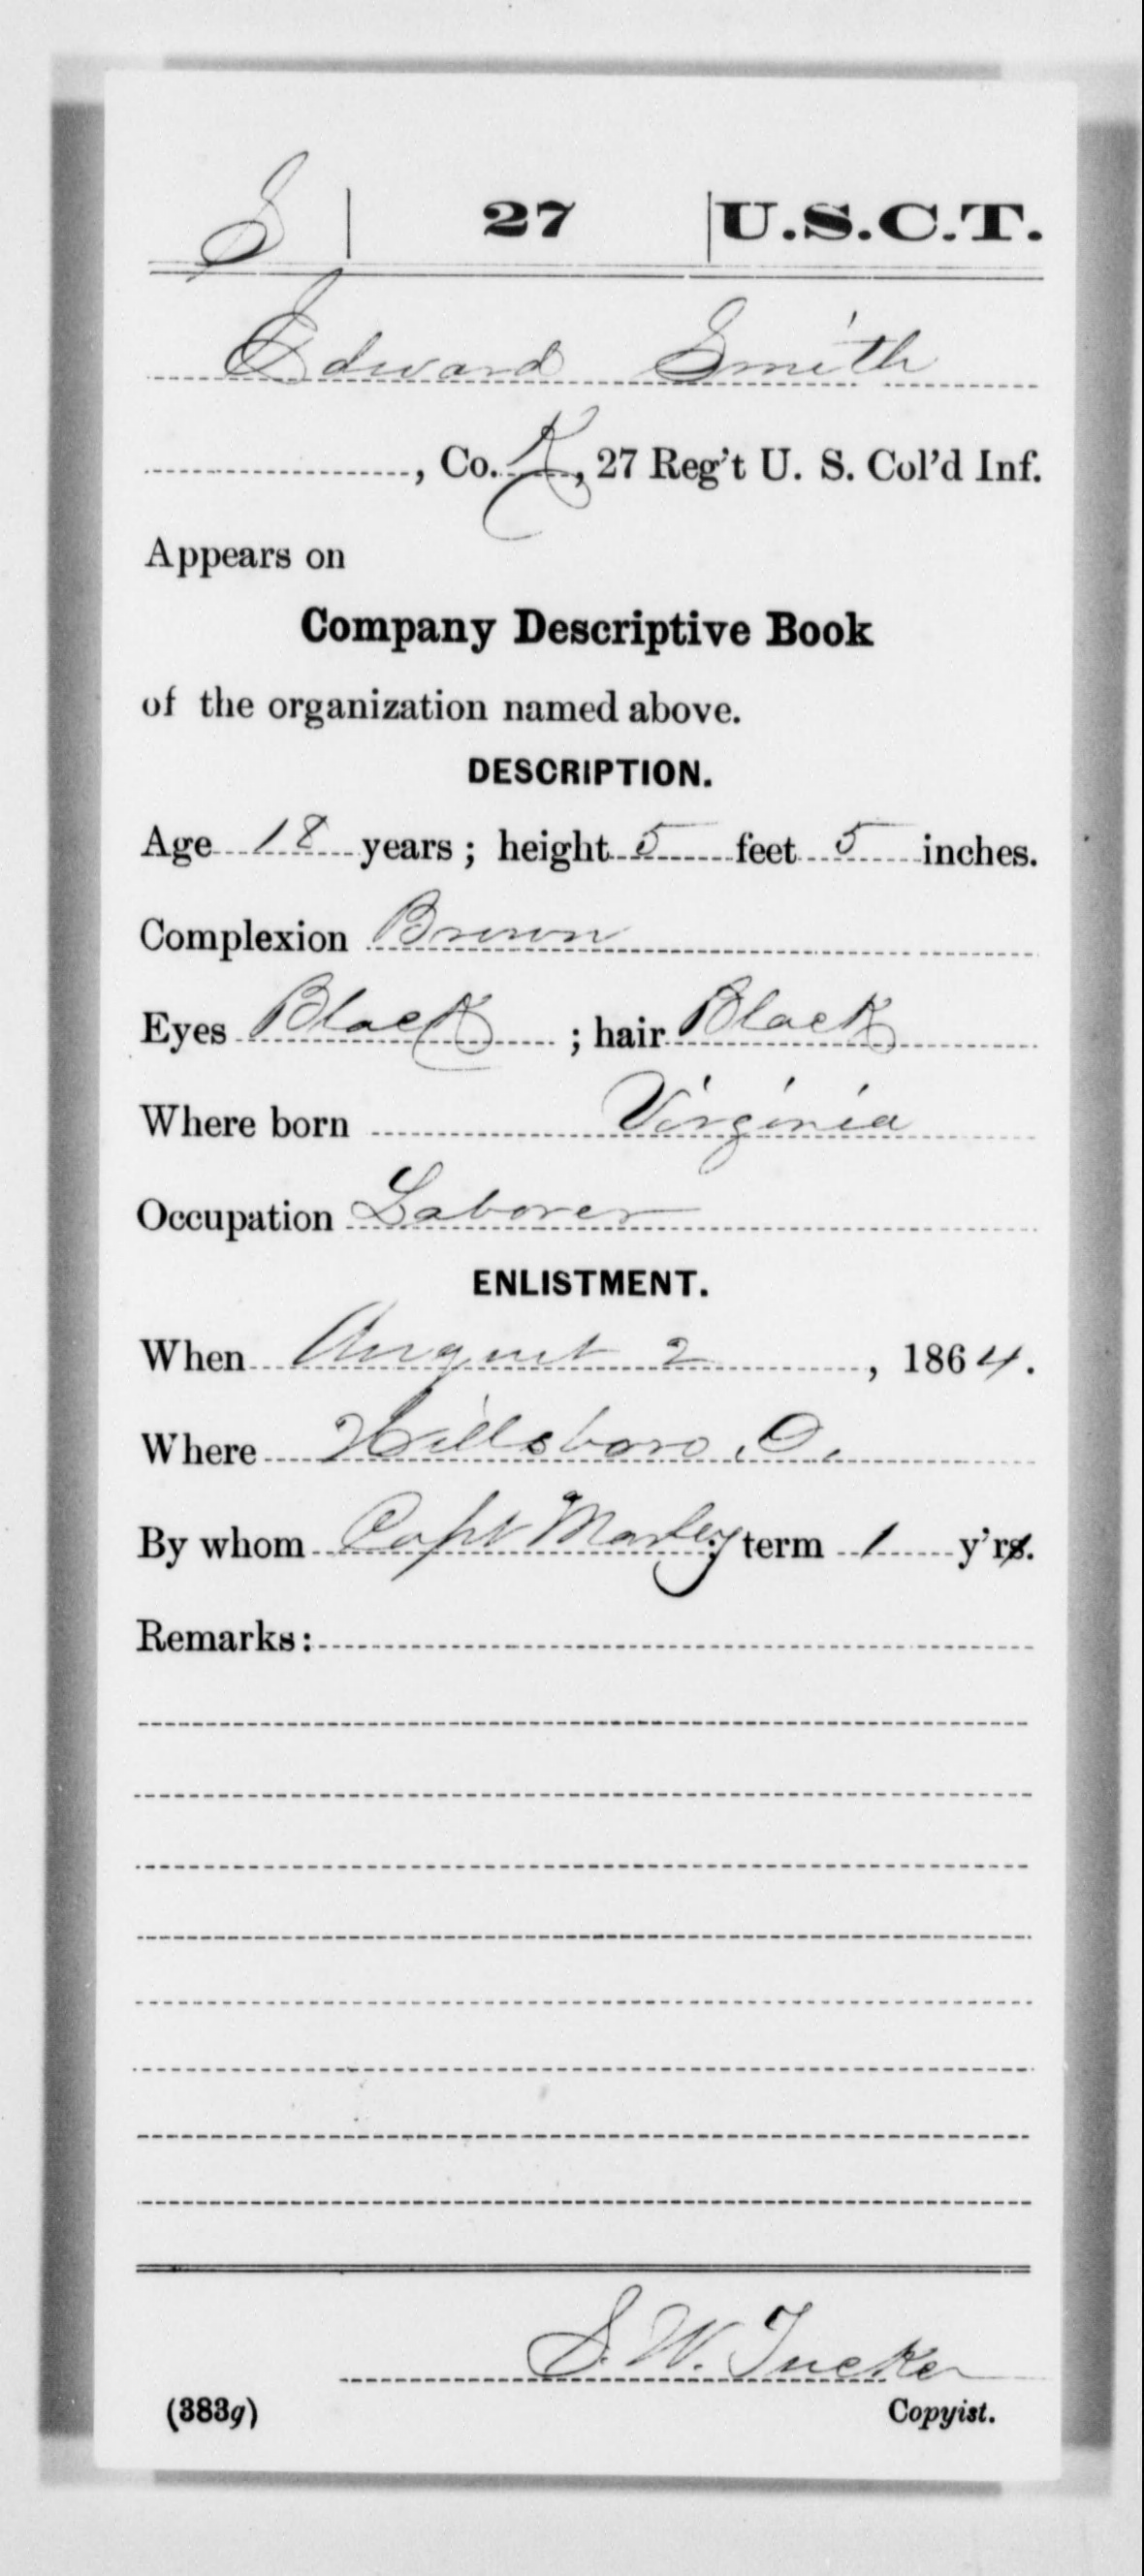 S | 27 | U.S.C.T.
Edward Smith
, Co. K, 27 Reg't U. S. Col'd Inf.
Appears on
Company Descriptive Book
of the organization named above.
DESCRIPTION.
Age 18 years; height 5 feet 5 inches.
Complexion Brown
Eyes Black; hair Black
Where born Virginia
Occupation Laborer
ENLISTMENT.
When August 2, 1864.
Where Hillsboro, O.
By whom Capt Marley; term 1 y'rs.
Remarks:
S. W. Tucker
(383g) Copyist.